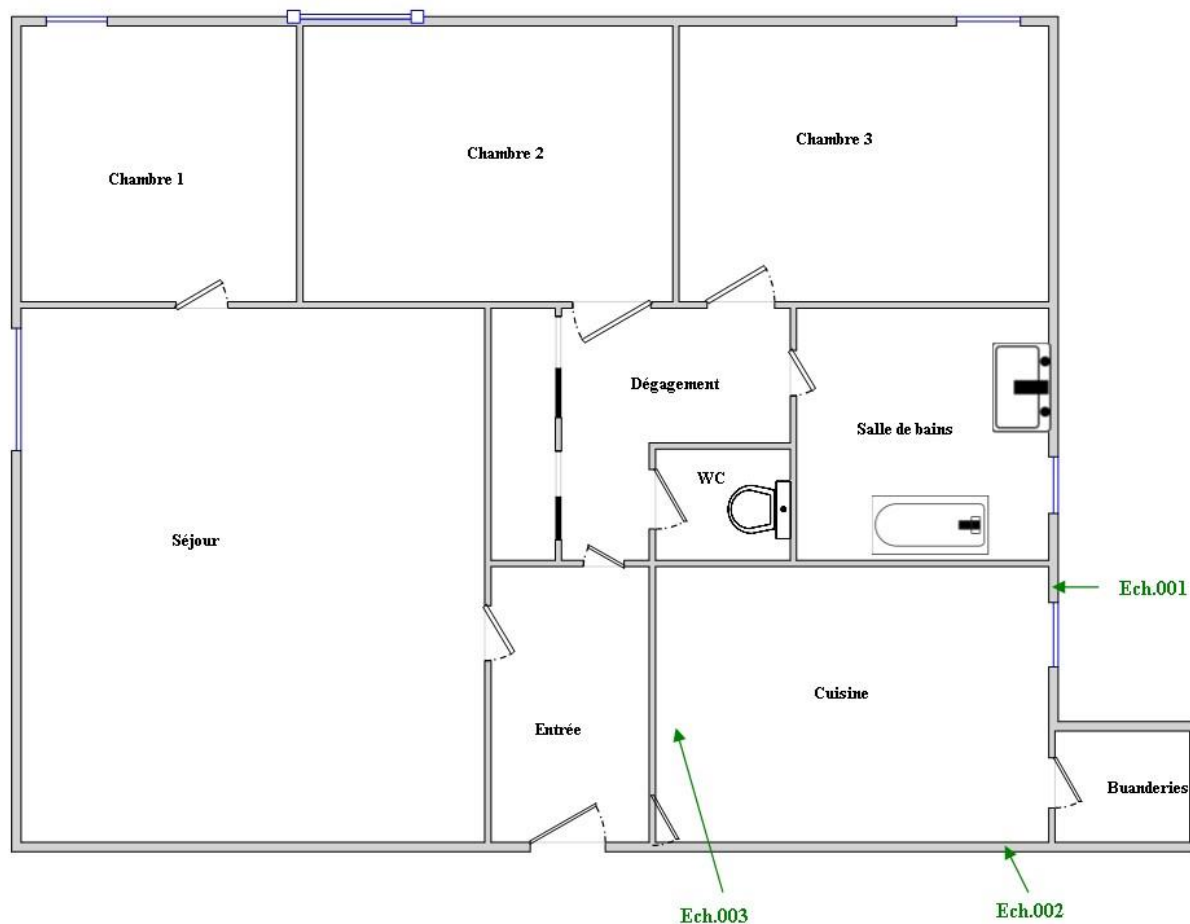 Chambre 1
Chambre 2
Chambre 3
Dégagement
Salle de bains
WC
Séjour
Ech.001
Cuisine
Entrée
Buanderies
Ech.003
Ech.002